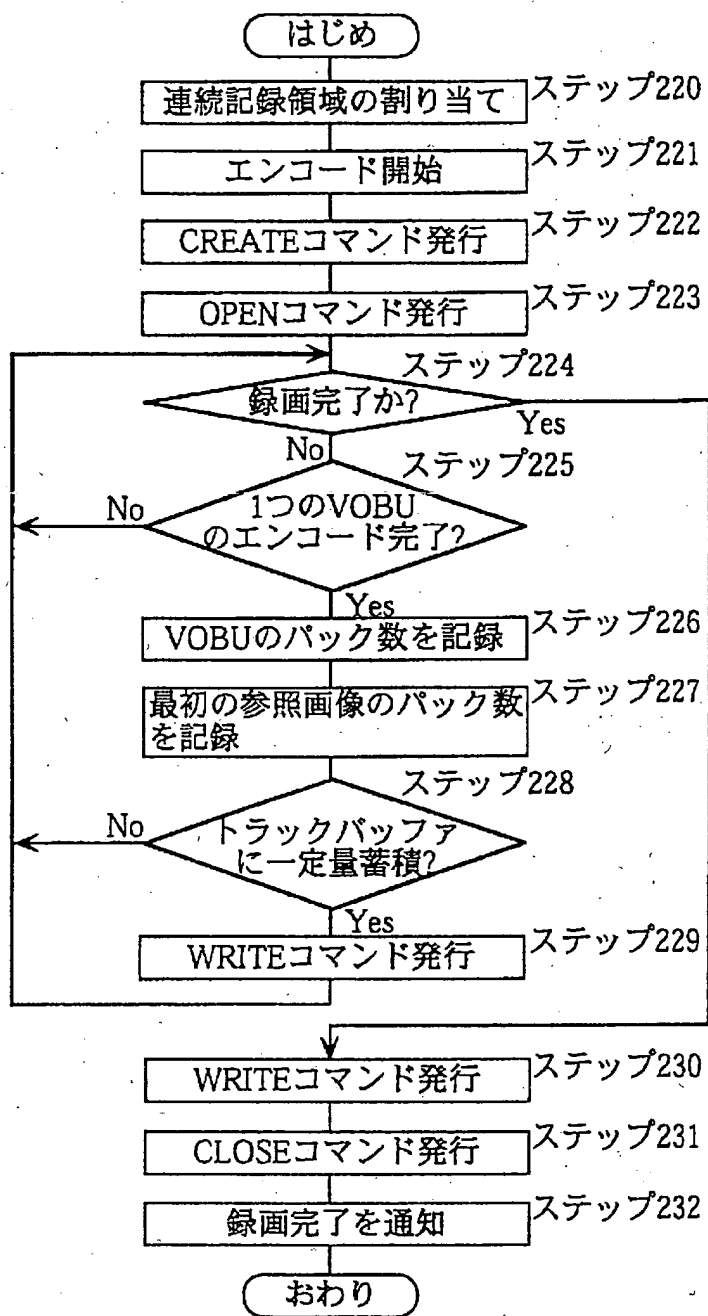 はじめ
連続記録領域の割り当て
ステップ220
エンコード開始
ステップ221
CREATEコマンド発行
ステップ222
OPENコマンド発行
ステップ223
ステップ224
録画完了か?
Yes
No
ステップ225
No
1つのVOBU
のエンコード完了?
Yes
VOBUのパック数を記録
ステップ226
最初の参照画像のパック数
を記録
ステップ227
ステップ228
No
トラックバッファ
に一定量蓄積?
Yes
WRITEコマンド発行
ステップ229
WRITEコマンド発行
ステップ230
CLOSEコマンド発行
ステップ231
録画完了を通知
ステップ232
おわり